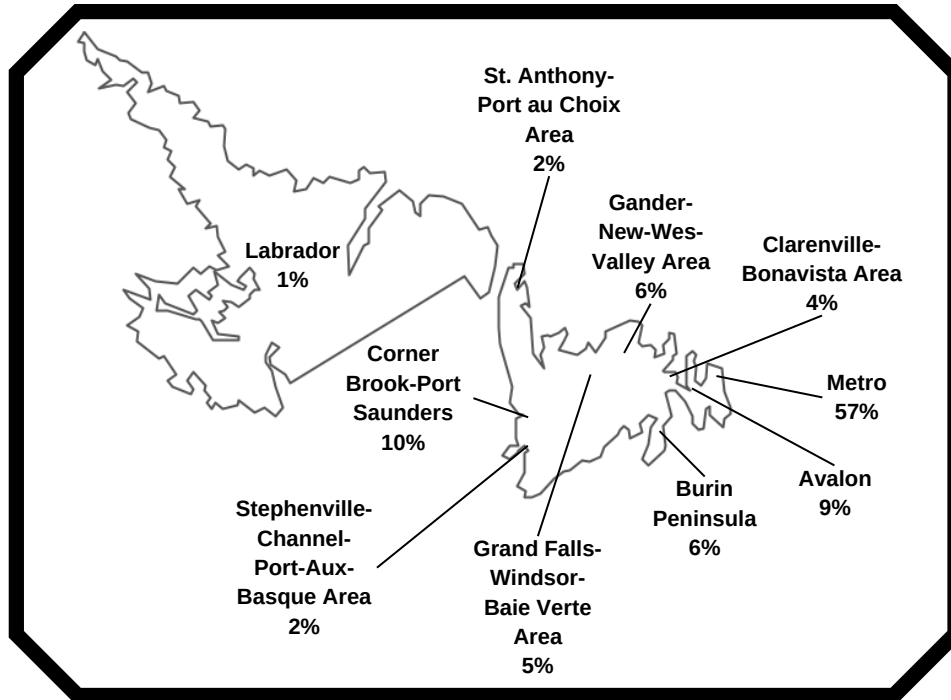 St. Anthony-
Port au Choix
Area
2%
Gander-
New-Wes-
Valley Area
6%
Clarenville-
Bonavista Area
4%
Labrador
1%
Corner
Brook-Port
Saunders
10%
Metro
57%
Avalon
9%
Burin
Peninsula
6%
Stephenville-
Channel-
Port-Aux-
Basque Area
2%
Grand Falls-
Windsor-
Baie Verte
Area
5%